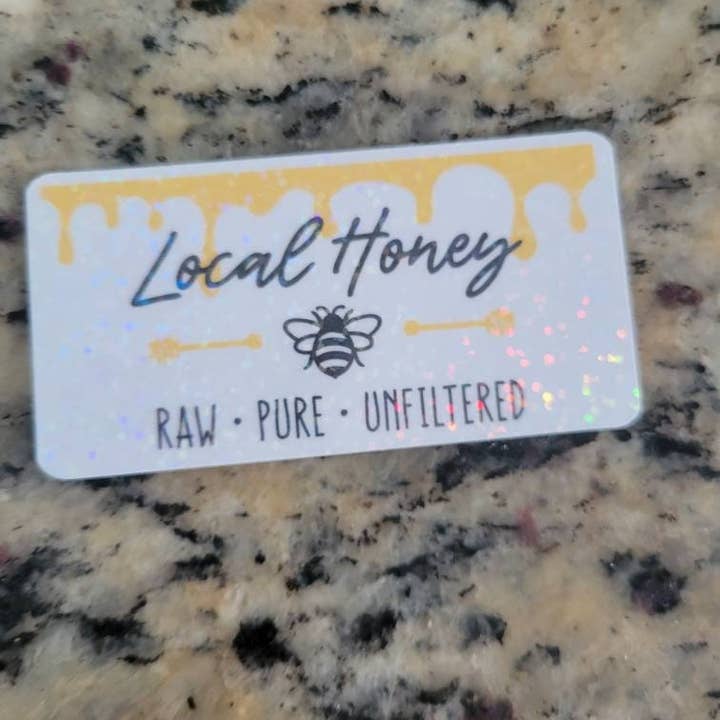 Local Honey
RAW • PURE • UNFILTERED